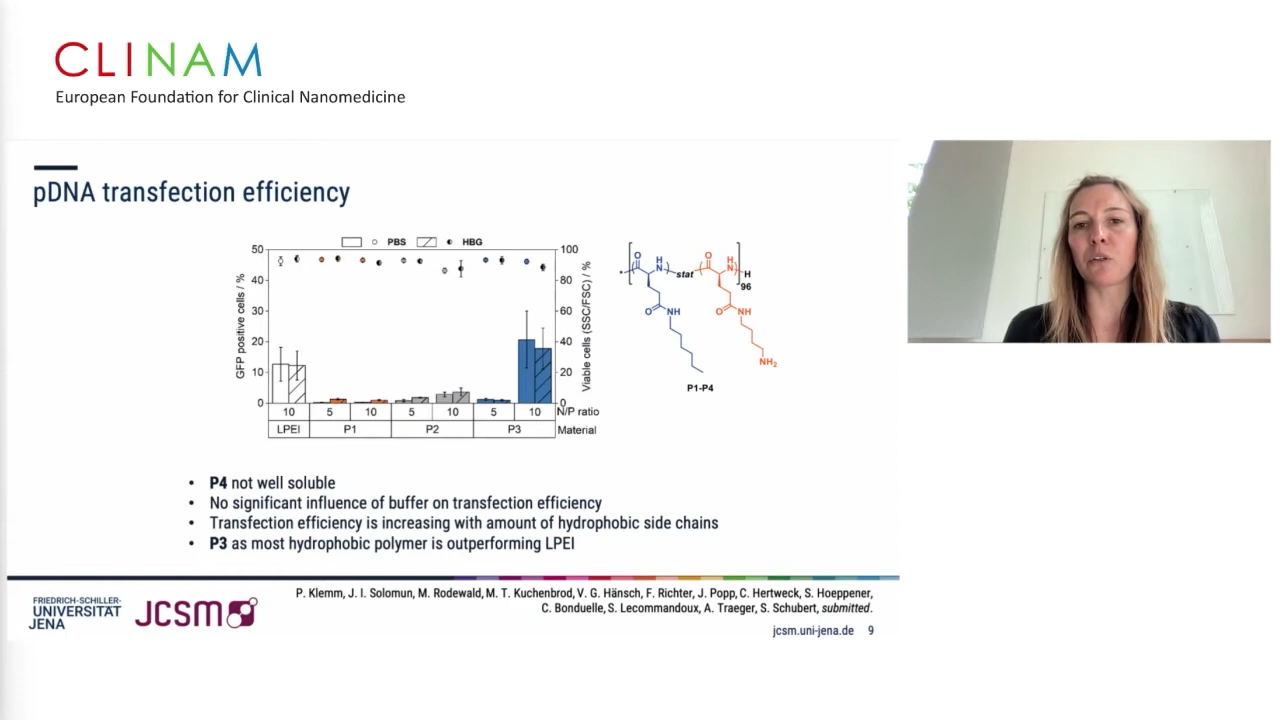 CLINAM
European Foundation for Clinical Nanomedicine
pDNA transfection efficiency
PBS HBG
GFP positive cells / %
50
40
30
20
10
0
100
80
60
40
20
0
Viable cells (SSC/FSC) / %
10 5 10 5 10 5 10 N/P ratio
LPEI P1 P2 P3 Material
O H N stat O H N H 96
O NH O NH
NH2
P1-P4
• P4 not well soluble
• No significant influence of buffer on transfection efficiency
• Transfection efficiency is increasing with amount of hydrophobic side chains
• P3 as most hydrophobic polymer is outperforming LPEI
FRIEDRICH-SCHILLER-
UNIVERSITÄT
JENA
JCSM
P. Klemm, J. I. Solomun, M. Rodewald, M. T. Kuchenbrod, V. G. Hänsch, F. Richter, J. Popp, C. Hertweck, S. Hoeppener,
C. Bonduelle, S. Lecommandoux, A. Traeger, S. Schubert, submitted.
jcsm.uni-jena.de 9